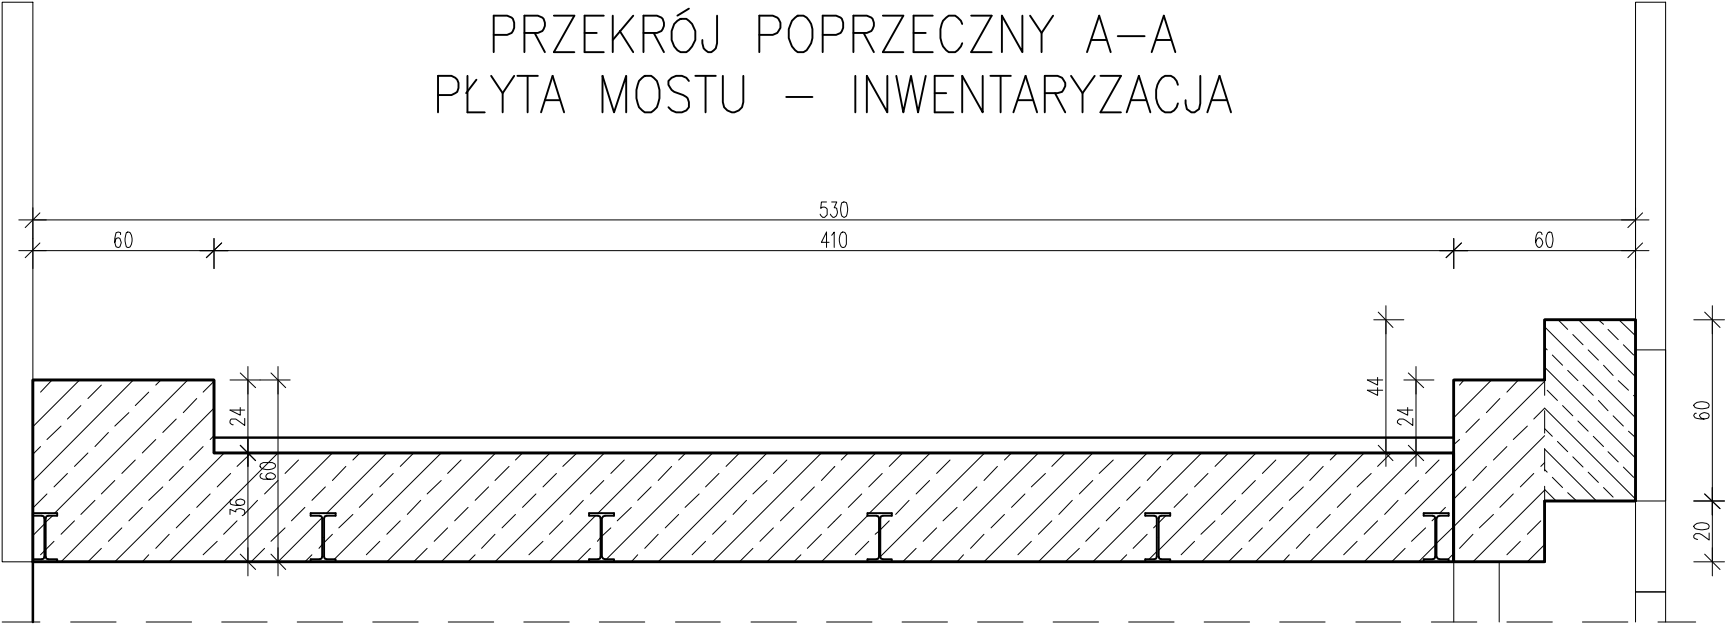 PRZEKRÓJ POPRZECZNY A-A
PŁYTA MOSTU - INWENTARYZACJA
530
60 410 60
44
24 24 60
60
36
20